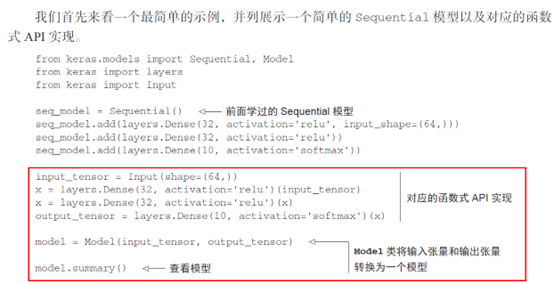 我们首先来看一个最简单的示例，并列展示一个简单的 Sequential 模型以及对应的函数
式 API 实现。
from keras.models import Sequential, Model
from keras import layers
from keras import Input
seq_model = Sequential() 前面学过的 Sequential 模型
seq_model.add(layers.Dense(32, activation='relu', input_shape=(64,)))
seq_model.add(layers.Dense(32, activation='relu'))
seq_model.add(layers.Dense(10, activation='softmax'))
input_tensor = Input(shape=(64,))
x = layers.Dense(32, activation='relu')(input_tensor)
x = layers.Dense(32, activation='relu')(x)
output_tensor = layers.Dense(10, activation='softmax')(x)
对应的函数式 API 实现
model = Model(input_tensor, output_tensor)
Model 类将输入张量和输出张量
转换为一个模型
model.summary() 查看模型